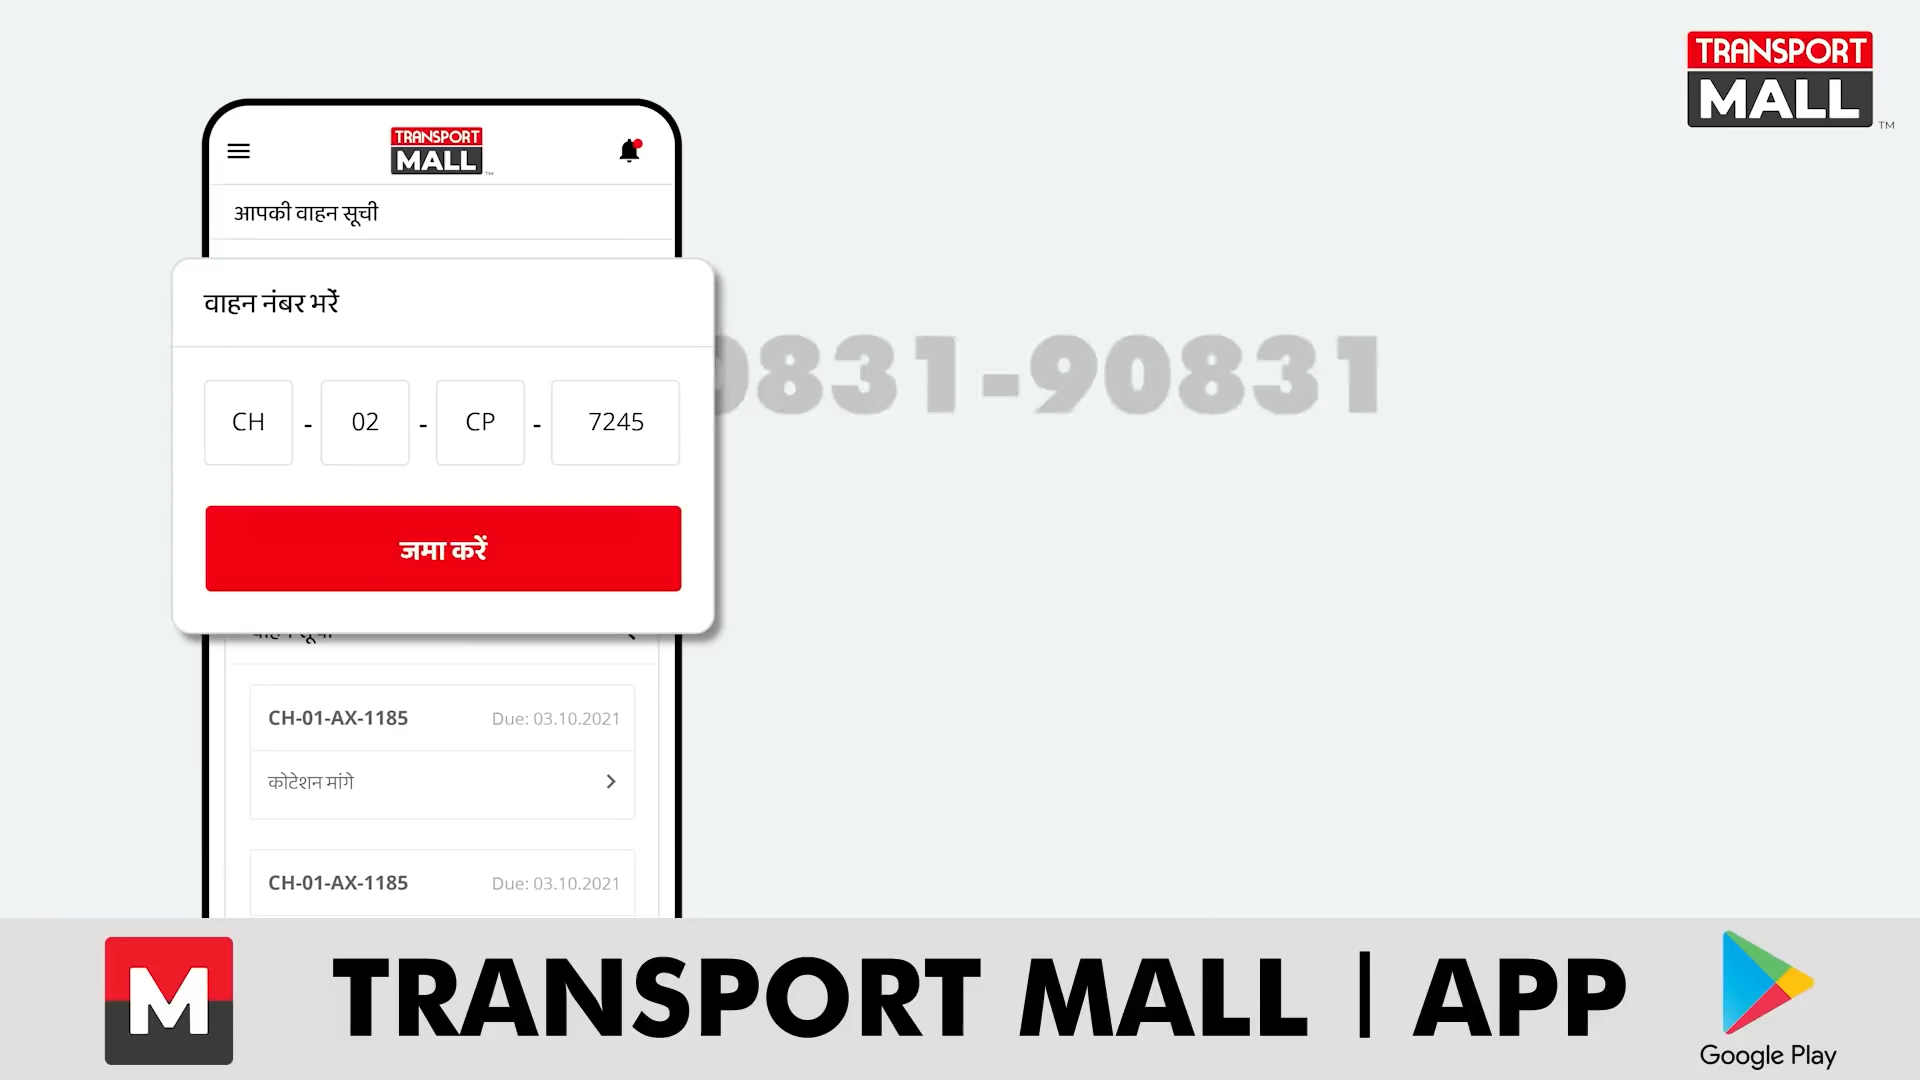 TRANSPORT
MALL
TM
TRANSPORT
MALL
TM
आपकी वाहन सूची
वाहन नंबर भरें
CH - 02 - CP - 7245
0831-90831
जमा करें
CH-01-AX-1185 Due: 03.10.2021
कोटेशन मांगे
CH-01-AX-1185 Due: 03.10.2021
M TRANSPORT MALL | APP
Google Play